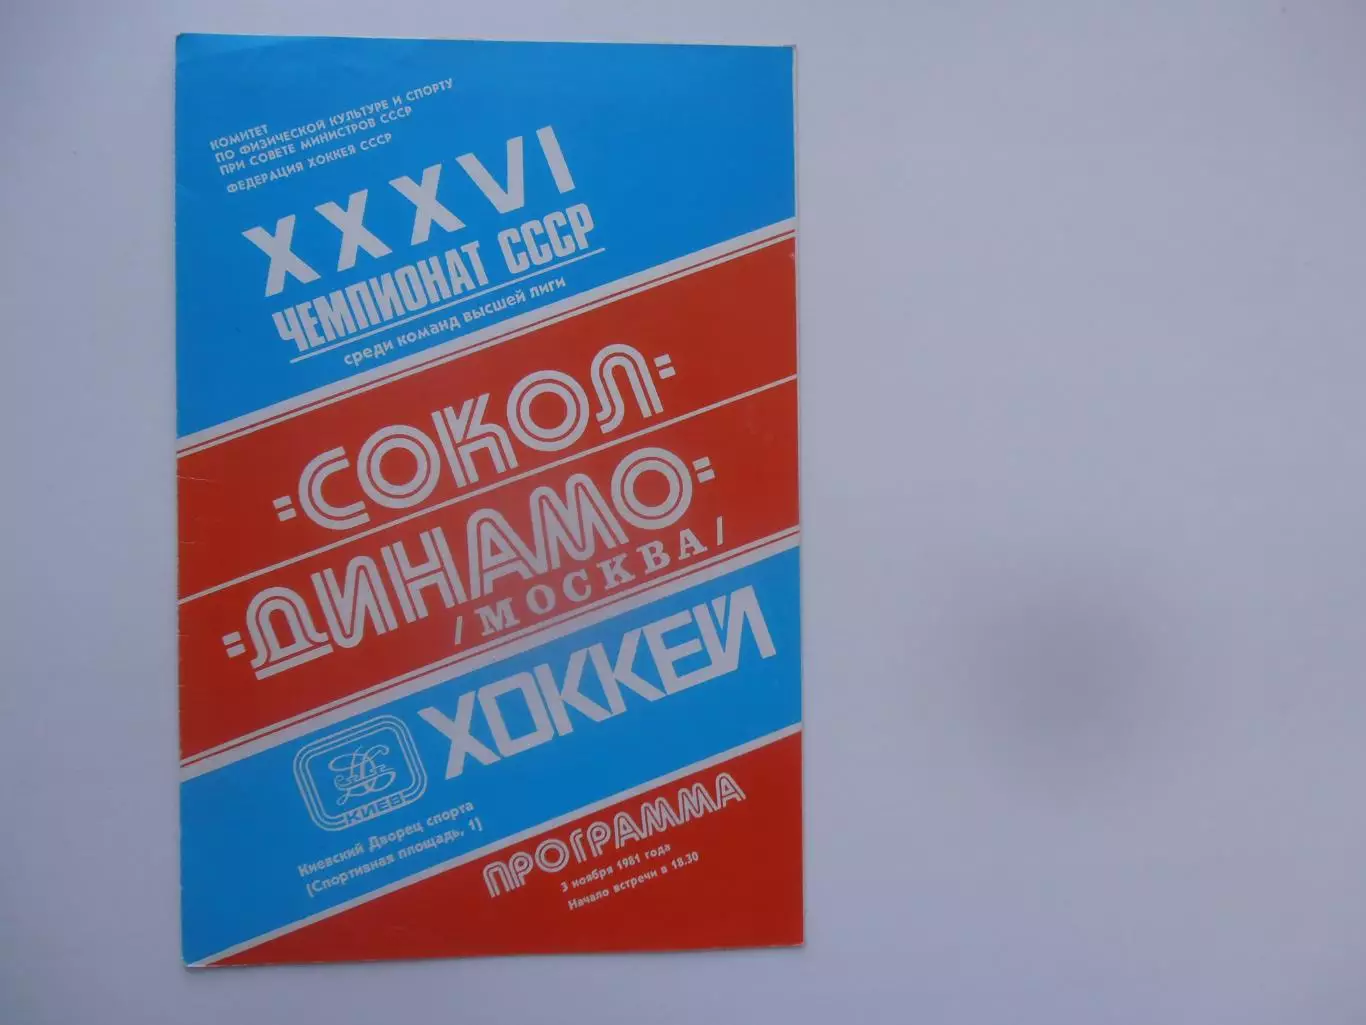 КОМИТЕТ
ПО ФИЗИЧЕСКОЙ КУЛЬТУРЕ И СПОРТУ
ПРИ СОВЕТЕ МИНИСТРОВ СССР
ФЕДЕРАЦИЯ ХОККЕЯ СССР
XXXVI
ЧЕМПИОНАТ СССР
среди команд высшей лиги
"СОКОЛ"
"ДИНАМО"
/МОСКВА/
ХОККЕЙ
КИЕВ
Киевский Дворец спорта
(Спортивная площадь, 1)
ПРОГРАММА
3 ноября 1981 года
Начало встречи в 18.30